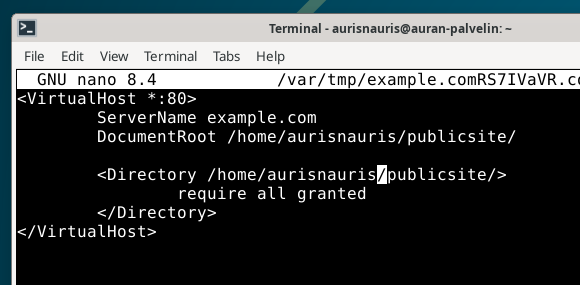 Terminal - aurisnauris@auran-palvelin: ~
File Edit View Terminal Tabs Help
GNU nano 8.4 /var/tmp/example.comRS7IVaVR.co
<VirtualHost *:80>
ServerName example.com
DocumentRoot /home/aurisnauris/publicsite/
<Directory /home/aurisnauris/publicsite/>
require all granted
</Directory>
</VirtualHost>